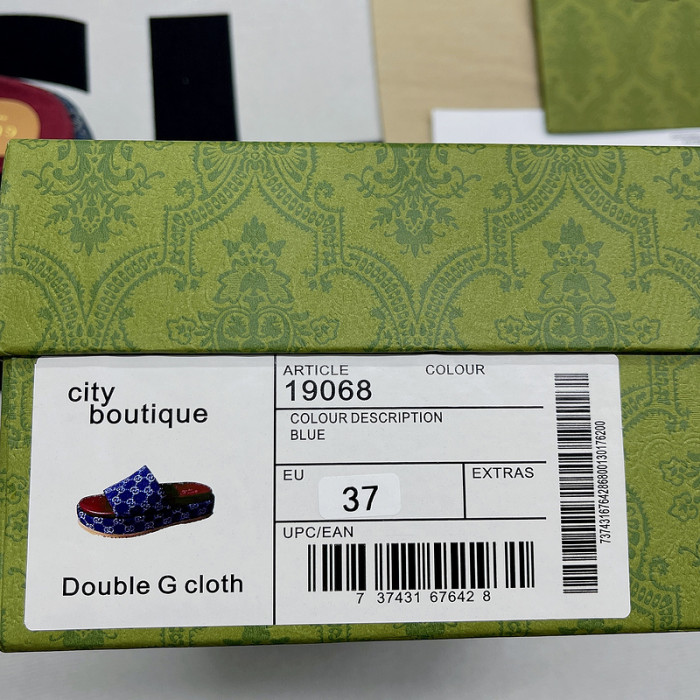 city
boutique
Double G cloth
ARTICLE COLOUR
19068
COLOUR DESCRIPTION
BLUE
EU
37
EXTRAS
UPC/EAN
7 37431 67642 8
7374316764286800130176200